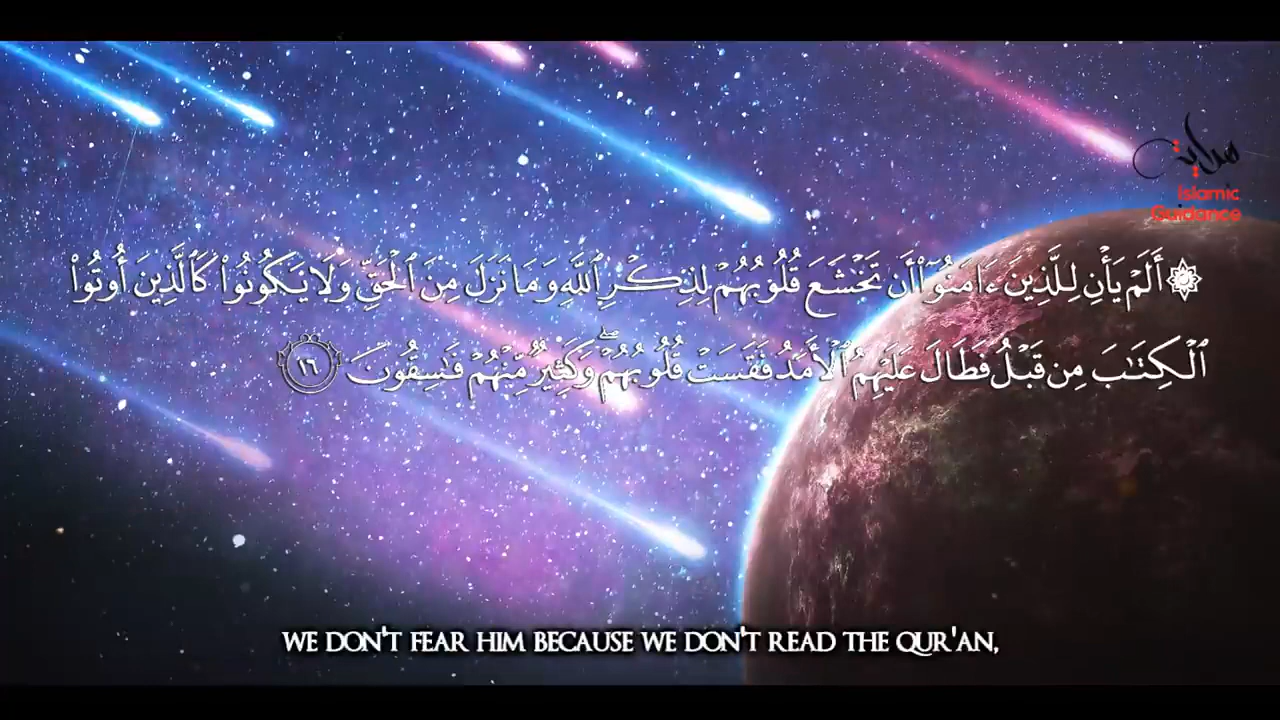 هداية
Islamic
Guidance
۞ أَلَمْ يَأْنِ لِلَّذِينَ ءَامَنُوٓا۟ أَن تَخْشَعَ قُلُوبُهُمْ لِذِكْرِ ٱللَّهِ وَمَا نَزَلَ مِنَ ٱلْحَقِّ وَلَا يَكُونُوا۟ كَٱلَّذِينَ أُوتُوا۟
ٱلْكِتَـٰبَ مِن قَبْلُ فَطَالَ عَلَيْهِمُ ٱلْأَمَدُ فَقَسَتْ قُلُوبُهُمْ ۖ وَكَثِيرٌ مِّنْهُمْ فَـٰسِقُونَ ١٦
WE DON'T FEAR HIM BECAUSE WE DON'T READ THE QUR'AN,